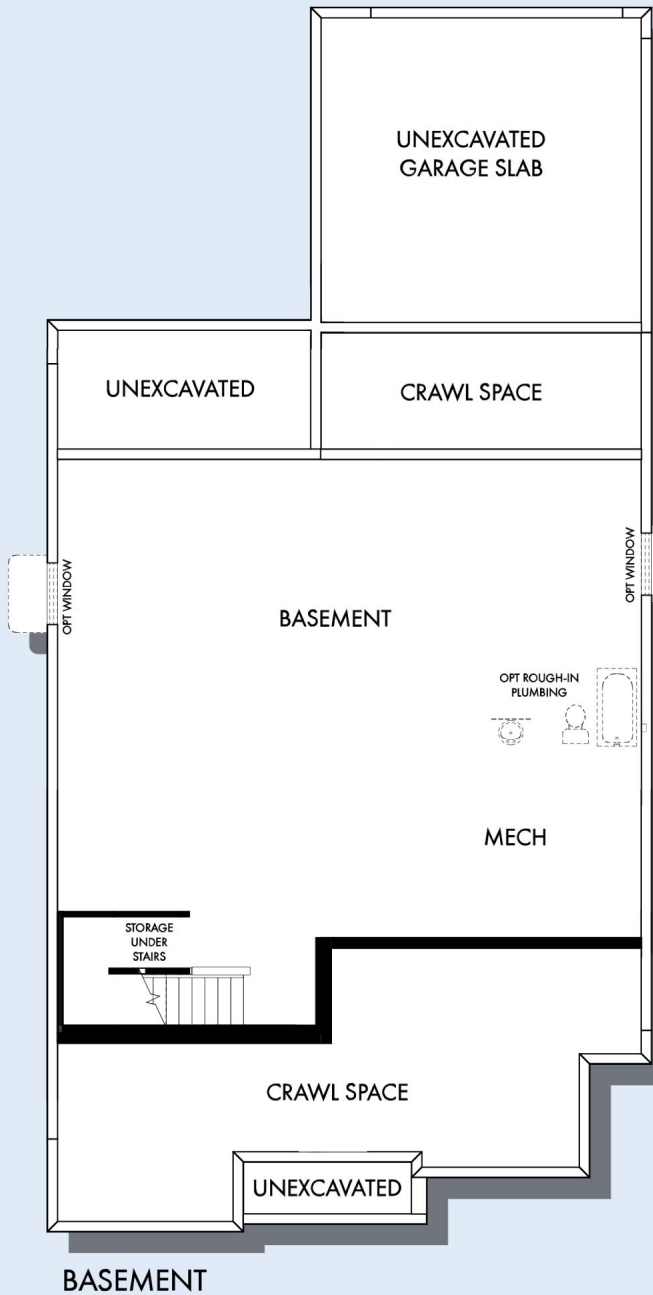 UNEXCAVATED
GARAGE SLAB
UNEXCAVATED
CRAWL SPACE
OPT WINDOW
OPT WINDOW
BASEMENT
OPT ROUGH-IN
PLUMBING
MECH
STORAGE
UNDER
STAIRS
CRAWL SPACE
UNEXCAVATED
BASEMENT